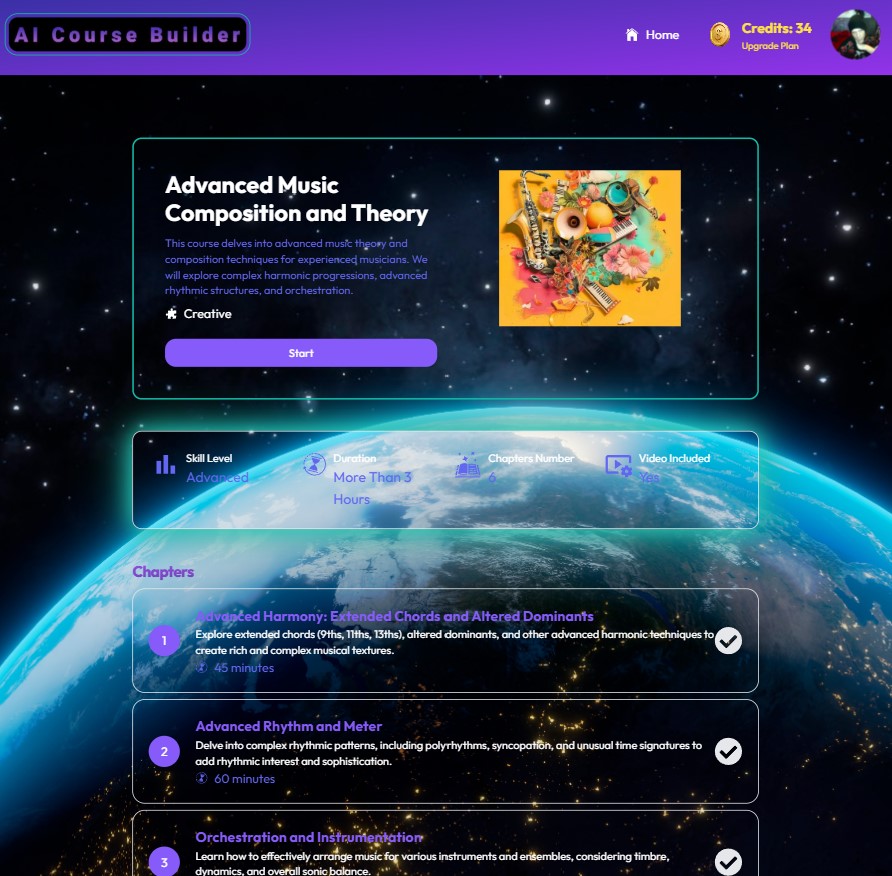 AI Course Builder
Home
Credits: 34
Upgrade Plan
Advanced Music
Composition and Theory
This course delves into advanced music theory and
composition techniques for experienced musicians. We
will explore complex harmonic progressions, advanced
rhythmic structures, and orchestration.
Creative
Start
Skill Level
Advanced
Duration
More Than 3
Hours
Chapters Number
6
Video Included
Yes
Chapters
1
Advanced Harmony: Extended Chords and Altered Dominants
Explore extended chords (9ths, 11ths, 13ths), altered dominants, and other advanced harmonic techniques to
create rich and complex musical textures.
45 minutes
2
Advanced Rhythm and Meter
Delve into complex rhythmic patterns, including polyrhythms, syncopation, and unusual time signatures to
add rhythmic interest and sophistication.
60 minutes
3
Orchestration and Instrumentation
Learn how to effectively arrange music for various instruments and ensembles, considering timbre,
dynamics, and overall sonic balance.